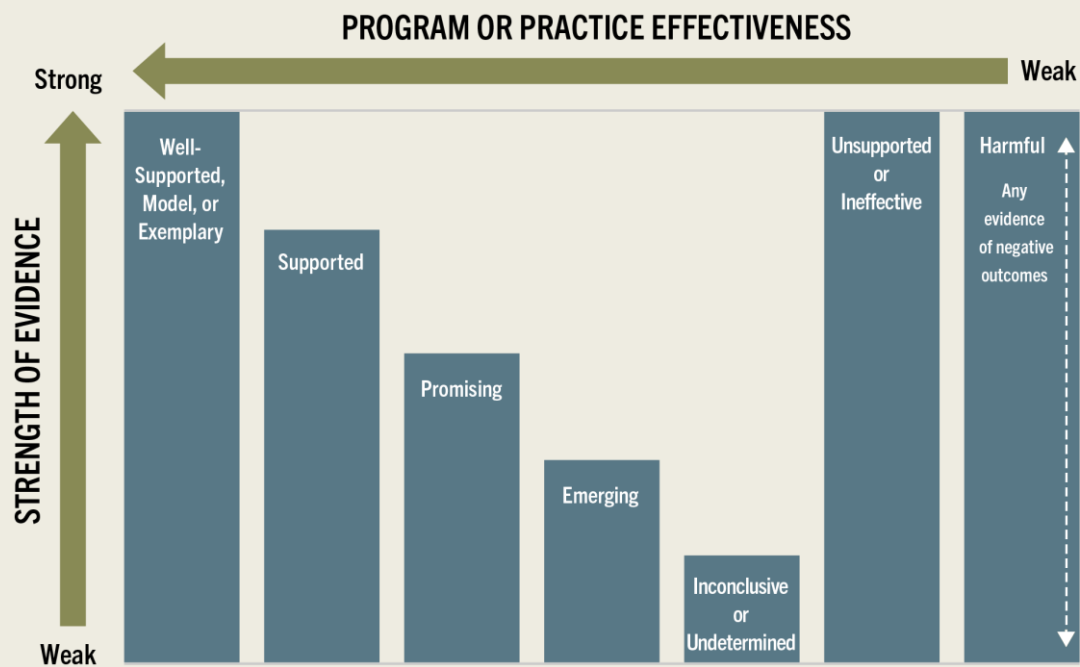 PROGRAM OR PRACTICE EFFECTIVENESS
Strong
Weak
STRENGTH OF EVIDENCE
Weak
Well-
Supported,
Model, or
Exemplary
Supported
Promising
Emerging
Inconclusive
or
Undetermined
Unsupported
or
Ineffective
Harmful
Any
evidence
of negative
outcomes